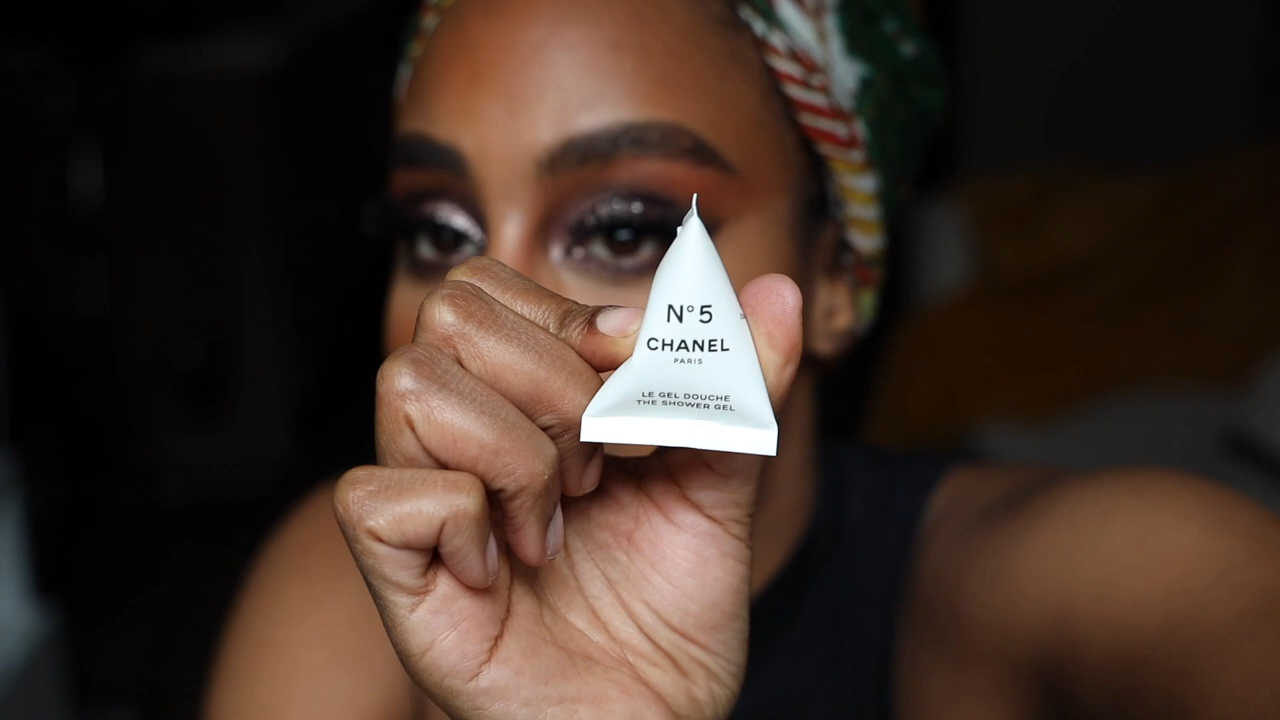 N°5
CHANEL
PARIS
LE GEL DOUCHE
THE SHOWER GEL